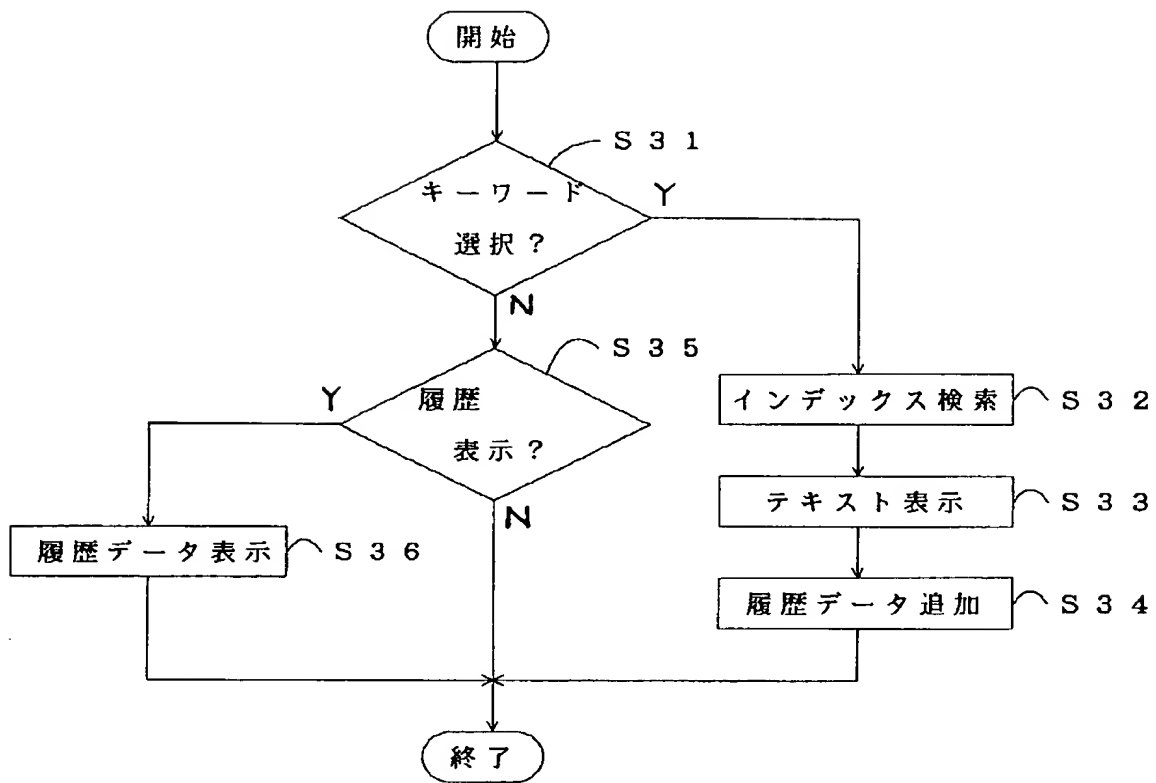 開始
S31
キーワード
選択?
Y
N
S35
履歴
表示?
Y
N
インデックス検索
S32
テキスト表示
S33
履歴データ表示
S36
履歴データ追加
S34
終了